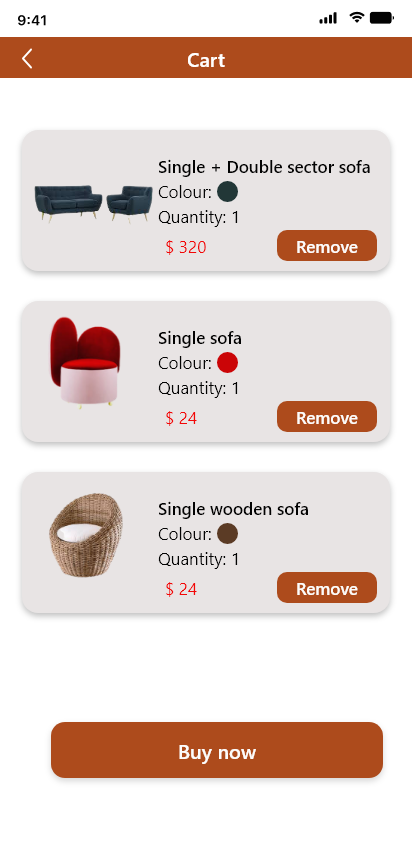 9:41
Cart
Single + Double sector sofa
Colour:
Quantity: 1
$ 320
Remove
Single sofa
Colour:
Quantity: 1
$ 24
Remove
Single wooden sofa
Colour:
Quantity: 1
$ 24
Remove
Buy now